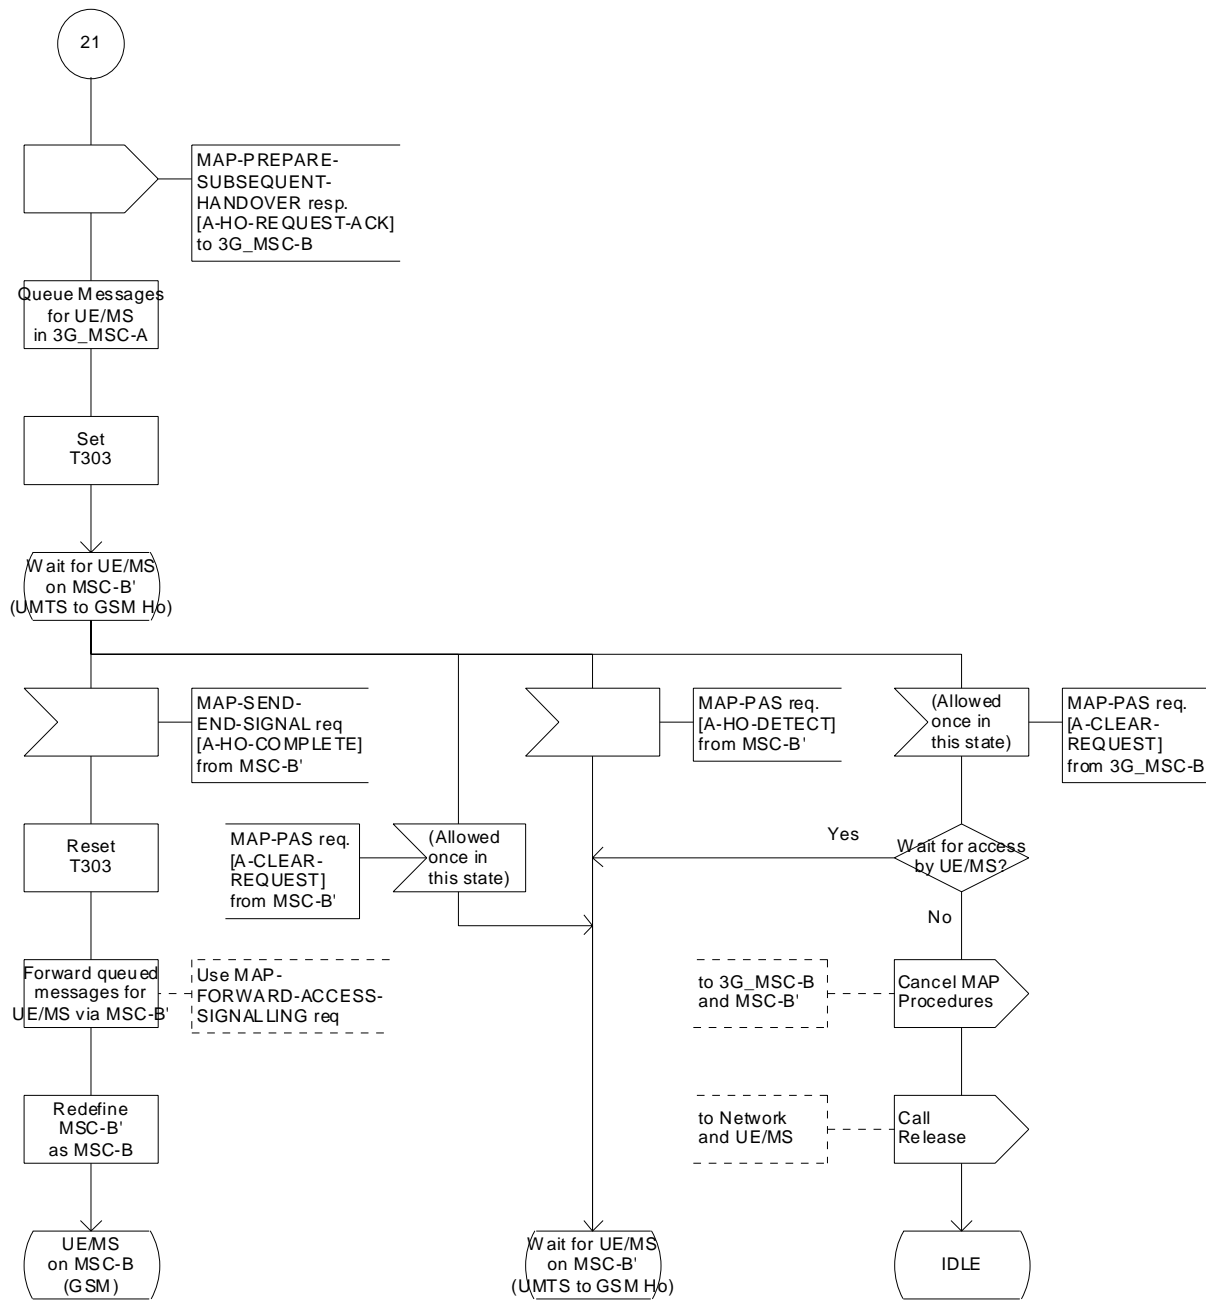 21
MAP-PREPARE-
SUBSEQUENT-
HANDOVER resp.
[A-HO-REQUEST-ACK]
to 3G_MSC-B
Queue Messages
for UE/MS
in 3G_MSC-A
Set
T303
Wait for UE/MS
on MSC-B'
(UMTS to GSM Ho)
MAP-SEND-
END-SIGNAL req
[A-HO-COMPLETE]
from MSC-B'
MAP-PAS req.
[A-HO-DETECT]
from MSC-B'
(Allowed
once in
this state)
MAP-PAS req.
[A-CLEAR-
REQUEST]
from 3G_MSC-B
Reset
T303
MAP-PAS req.
[A-CLEAR-
REQUEST]
from MSC-B'
(Allowed
once in
this state)
Yes
Wait for access
by UE/MS?
No
Forward queued
messages for
UE/MS via MSC-B'
Use MAP-
FORWARD-ACCESS-
SIGNALLING req
to 3G_MSC-B
and MSC-B'
Cancel MAP
Procedures
Redefine
MSC-B'
as MSC-B
to Network
and UE/MS
Call
Release
UE/MS
on MSC-B
(GSM)
Wait for UE/MS
on MSC-B'
(UMTS to GSM Ho)
IDLE